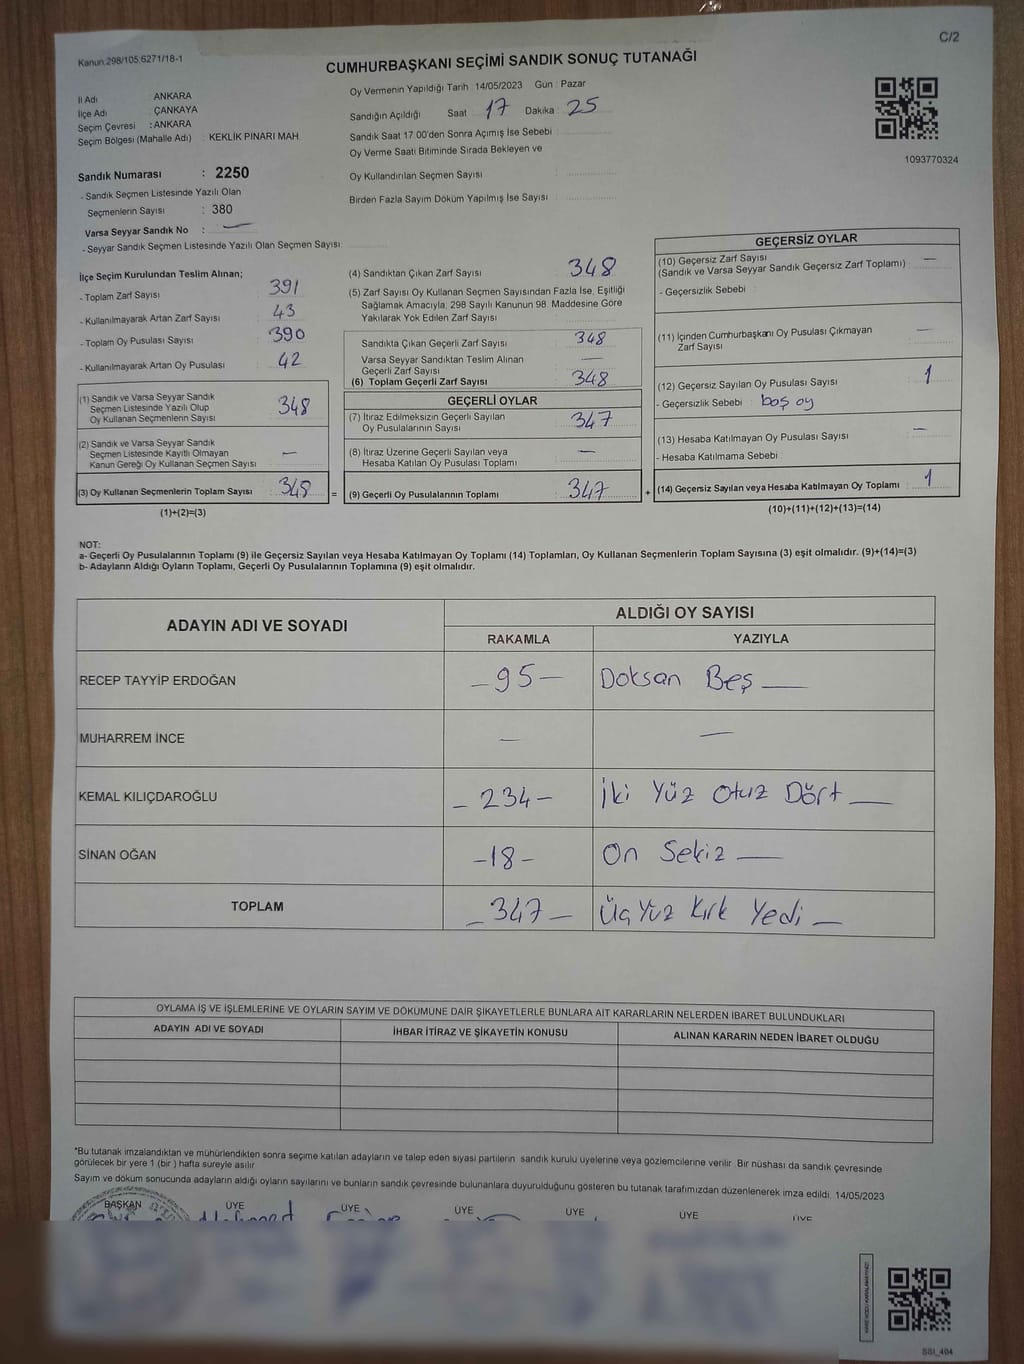 C/2
Kanun.298/105.6271/18-1
CUMHURBAŞKANI SEÇİMİ SANDIK SONUÇ TUTANAĞI
İl Adı ANKARA
İlçe Adı ÇANKAYA
Seçim Çevresi : ANKARA
Seçim Bölgesi (Mahalle Adı) : KEKLİK PINARI MAH.
Oy Vermenin Yapıldığı Tarih 14/05/2023 Gün : Pazar
Sandığın Açıldığı Saat 17 Dakika : 25
Sandık Saat 17.00'den Sonra Açımış İse Sebebi
Oy Verme Saati Bitiminde Sırada Bekleyen ve
Oy Kullandırılan Seçmen Sayısı
Birden Fazla Sayım Döküm Yapılmış İse Sayısı
1093770324
Sandık Numarası : 2250
- Sandık Seçmen Listesinde Yazılı Olan
Seçmenlerin Sayısı : 380
Varsa Seyyar Sandık No : —
- Seyyar Sandık Seçmen Listesinde Yazılı Olan Seçmen Sayısı:
İlçe Seçim Kurulundan Teslim Alınan;
- Toplam Zarf Sayısı 391
- Kullanılmayarak Artan Zarf Sayısı 43
- Toplam Oy Pusulası Sayısı 390
- Kullanılmayarak Artan Oy Pusulası 42
(1) Sandık ve Varsa Seyyar Sandık
Seçmen Listesinde Yazılı Olup
Oy Kullanan Seçmenlerin Sayısı 348
(2) Sandık ve Varsa Seyyar Sandık
Seçmen Listesinde Kayıtlı Olmayan
Kanun Gereği Oy Kullanan Seçmen Sayısı —
(3) Oy Kullanan Seçmenlerin Toplam Sayısı 348 =
(1)+(2)=(3)
(4) Sandıktan Çıkan Zarf Sayısı 348
(5) Zarf Sayısı Oy Kullanan Seçmen Sayısından Fazla İse, Eşitliği
Sağlamak Amacıyla, 298 Sayılı Kanunun 98. Maddesine Göre
Yakılarak Yok Edilen Zarf Sayısı
Sandıkta Çıkan Geçerli Zarf Sayısı 348
Varsa Seyyar Sandıktan Teslim Alınan
Geçerli Zarf Sayısı —
(6) Toplam Geçerli Zarf Sayısı 348
GEÇERLİ OYLAR
(7) İtiraz Edilmeksizin Geçerli Sayılan
Oy Pusulalarının Sayısı 347
(8) İtiraz Üzerine Geçerli Sayılan veya
Hesaba Katılan Oy Pusulası Toplamı —
(9) Geçerli Oy Pusulalarının Toplamı 347 +
GEÇERSİZ OYLAR
(10) Geçersiz Zarf Sayısı —
(Sandık ve Varsa Seyyar Sandık Geçersiz Zarf Toplamı)
- Geçersizlik Sebebi
(11) İçinden Cumhurbaşkanı Oy Pusulası Çıkmayan —
Zarf Sayısı
(12) Geçersiz Sayılan Oy Pusulası Sayısı 1
- Geçersizlik Sebebi : boş oy
(13) Hesaba Katılmayan Oy Pusulası Sayısı —
- Hesaba Katılmama Sebebi
(14) Geçersiz Sayılan veya Hesaba Katılmayan Oy Toplamı 1
(10)+(11)+(12)+(13)=(14)
NOT:
a- Geçerli Oy Pusulalarının Toplamı (9) ile Geçersiz Sayılan veya Hesaba Katılmayan Oy Toplamı (14) Toplamları, Oy Kullanan Seçmenlerin Toplam Sayısına (3) eşit olmalıdır. (9)+(14)=(3)
b- Adayların Aldığı Oyların Toplamı, Geçerli Oy Pusulalarının Toplamına (9) eşit olmalıdır.
ADAYIN ADI VE SOYADI
ALDIĞI OY SAYISI
RAKAMLA YAZIYLA
RECEP TAYYİP ERDOĞAN —95— Doksan Beş —
MUHARREM İNCE — —
KEMAL KILIÇDAROĞLU —234— İki Yüz Otuz Dört —
SİNAN OĞAN —18— On Sekiz —
TOPLAM —347— Üç Yüz Kırk Yedi —
OYLAMA İŞ VE İŞLEMLERİNE VE OYLARIN SAYIM VE DÖKÜMÜNE DAİR ŞİKAYETLERLE BUNLARA AİT KARARLARIN NELERDEN İBARET BULUNDUKLARI
ADAYIN ADI VE SOYADI İHBAR İTİRAZ VE ŞİKAYETİN KONUSU ALINAN KARARIN NEDEN İBARET OLDUĞU
*Bu tutanak imzalandıktan ve mühürlendikten sonra seçime katılan adayların ve talep eden siyasi partilerin sandık kurulu üyelerine veya gözlemcilerine verilir. Bir nüshası da sandık çevresinde
görülecek bir yere 1 (bir ) hafta süreyle asılır
Sayım ve döküm sonucunda adayların aldığı oyların sayılarını ve bunların sandık çevresinde bulunanlara duyurulduğunu gösteren bu tutanak tarafımızdan düzenlenerek imza edildi. 14/05/2023
BAŞKAN ÜYE ÜYE ÜYE ÜYE ÜYE ÜYE
SSİ_404